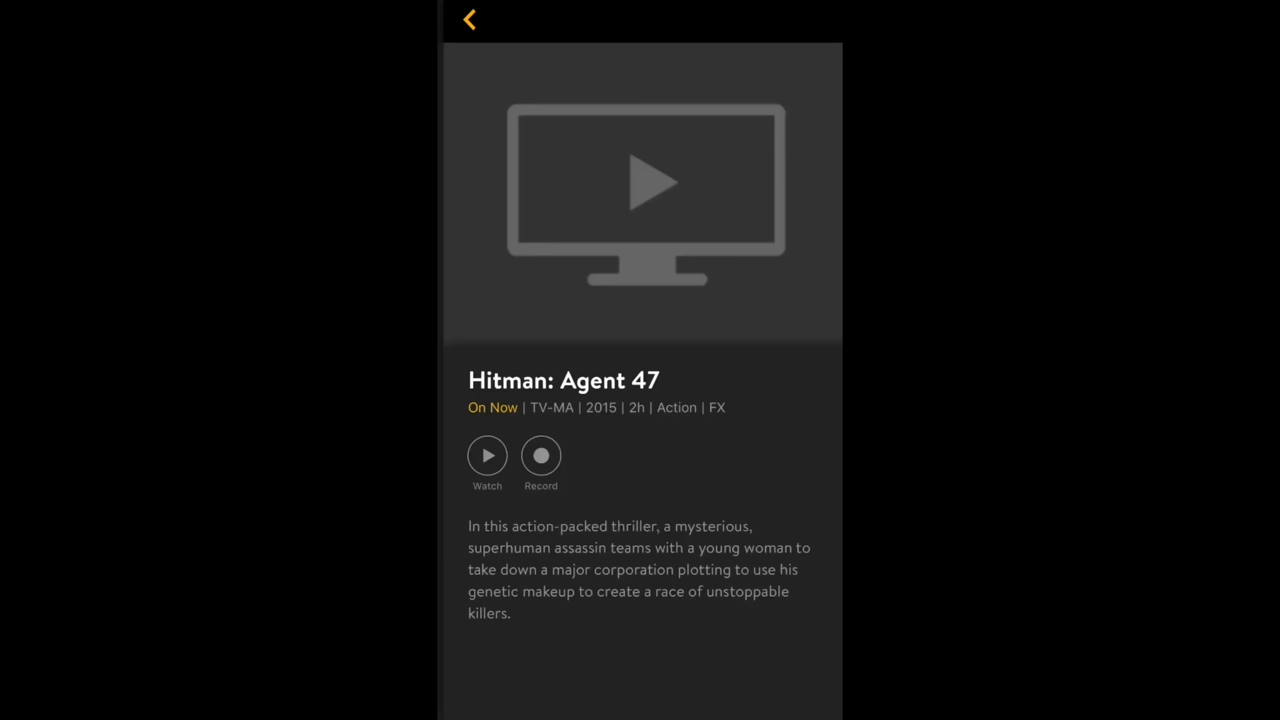 Hitman: Agent 47
On Now | TV-MA | 2015 | 2h | Action | FX
Watch Record
In this action-packed thriller, a mysterious,
superhuman assassin teams with a young woman to
take down a major corporation plotting to use his
genetic makeup to create a race of unstoppable
killers.